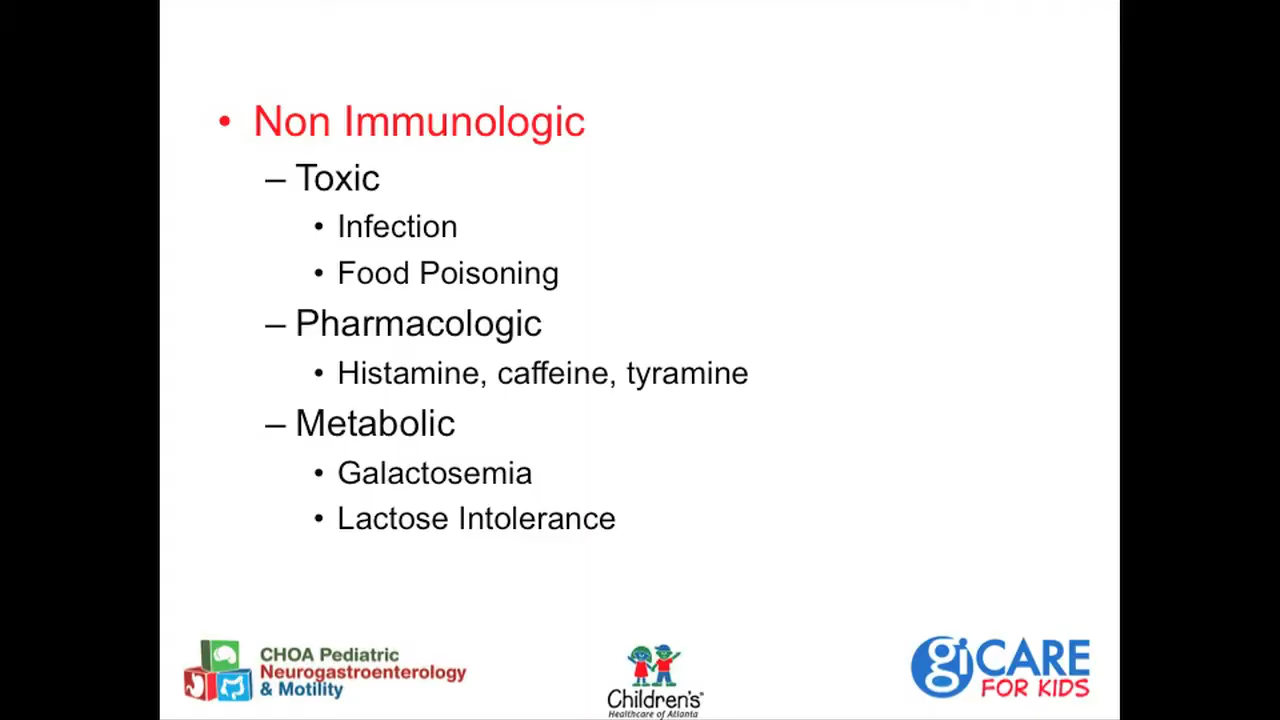 • Non Immunologic
– Toxic
• Infection
• Food Poisoning
– Pharmacologic
• Histamine, caffeine, tyramine
– Metabolic
• Galactosemia
• Lactose Intolerance
CHOA Pediatric
Neurogastroenterology
& Motility
Children's
Healthcare of Atlanta
gi CARE
FOR KIDS